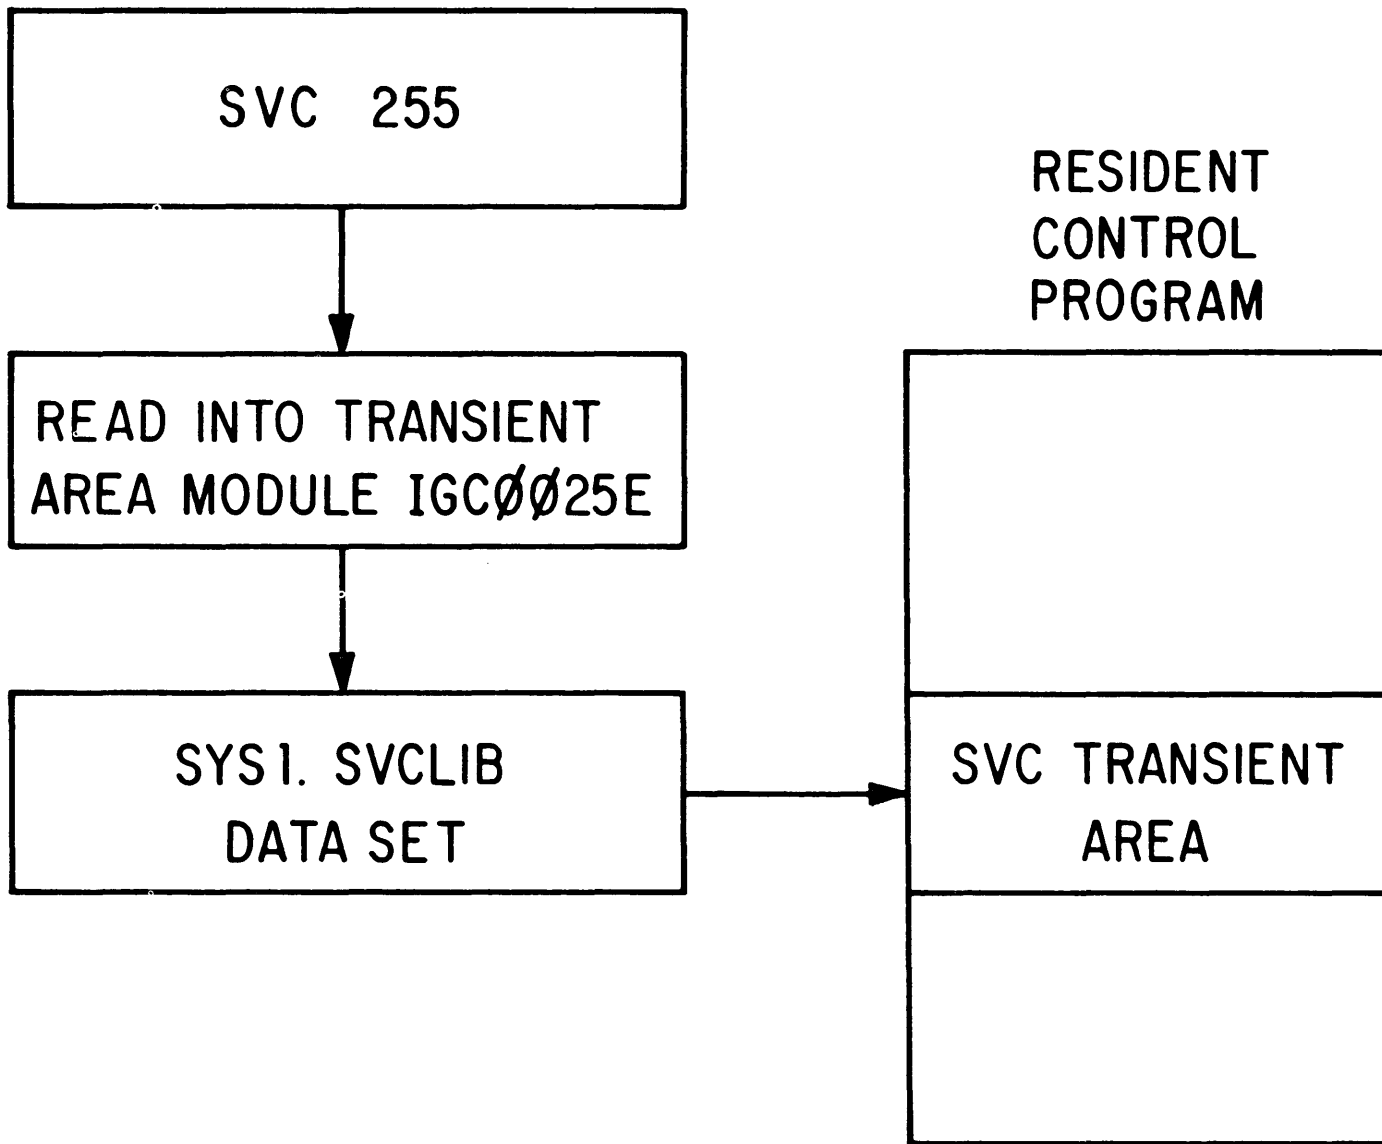 SVC 255
READ INTO TRANSIENT
AREA MODULE IGCØØ25E
SYS1. SVCLIB
DATA SET
RESIDENT
CONTROL
PROGRAM
SVC TRANSIENT
AREA